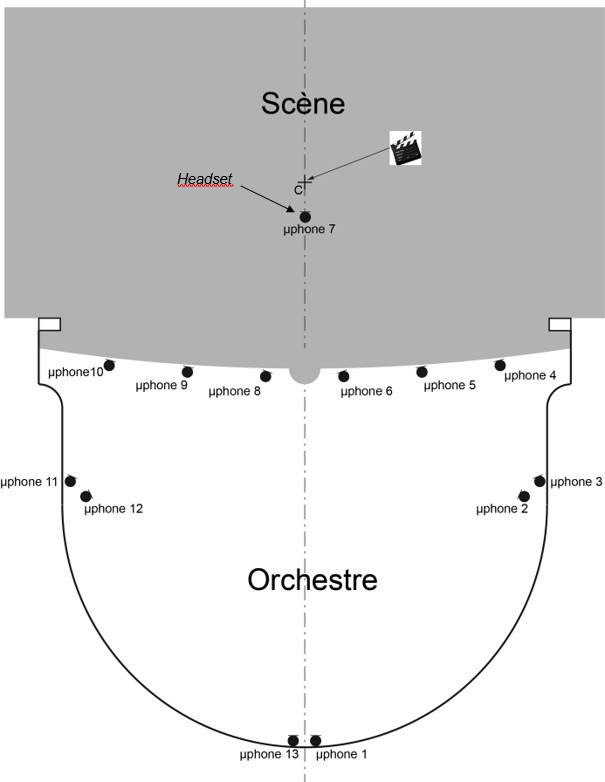 Scène
C
Headset
µphone 7
µphone10
µphone 9
µphone 8
µphone 6
µphone 5
µphone 4
µphone 11
µphone 12
µphone 3
µphone 2
Orchestre
µphone 13
µphone 1